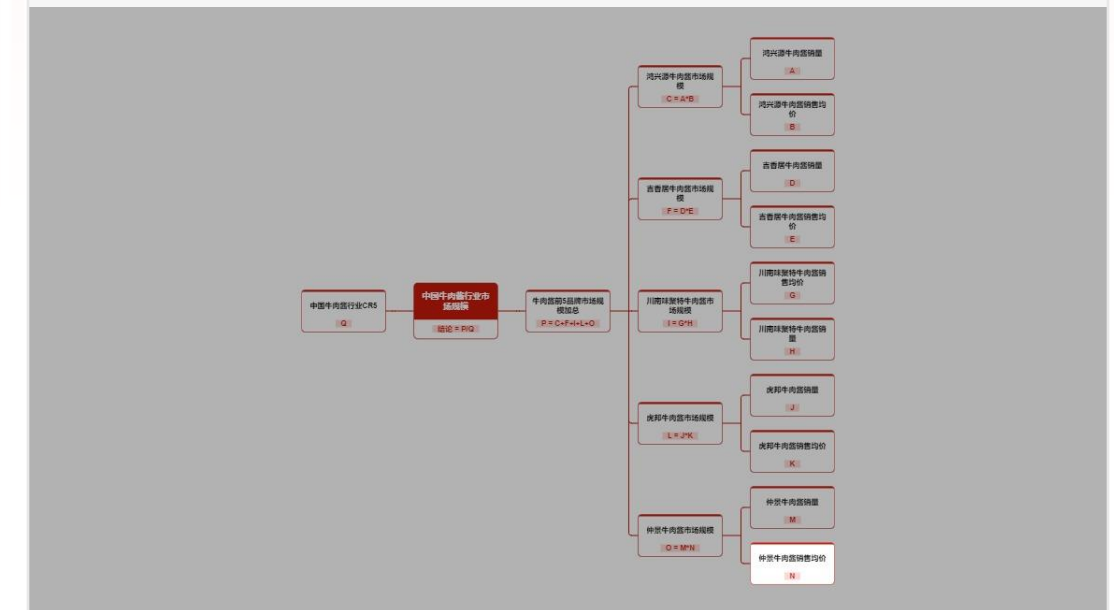 鸿兴源牛肉酱销量
A
鸿兴源牛肉酱市场规
模
C = A*B
鸿兴源牛肉酱销售均
价
B
吉香居牛肉酱销量
D
吉香居牛肉酱市场规
模
F = D*E
吉香居牛肉酱销售均
价
E
中国牛肉酱行业CR5
Q
中国牛肉酱行业市
场规模
结论 = P/Q
牛肉酱前5品牌市场规
模加总
P = C+F+I+L+O
川南味聚特牛肉酱市
场规模
I = G*H
川南味聚特牛肉酱销
售均价
G
川南味聚特牛肉酱销
量
H
虎邦牛肉酱销量
J
虎邦牛肉酱市场规模
L = J*K
虎邦牛肉酱销售均价
K
仲景牛肉酱销量
M
仲景牛肉酱市场规模
O = M*N
仲景牛肉酱销售均价
N